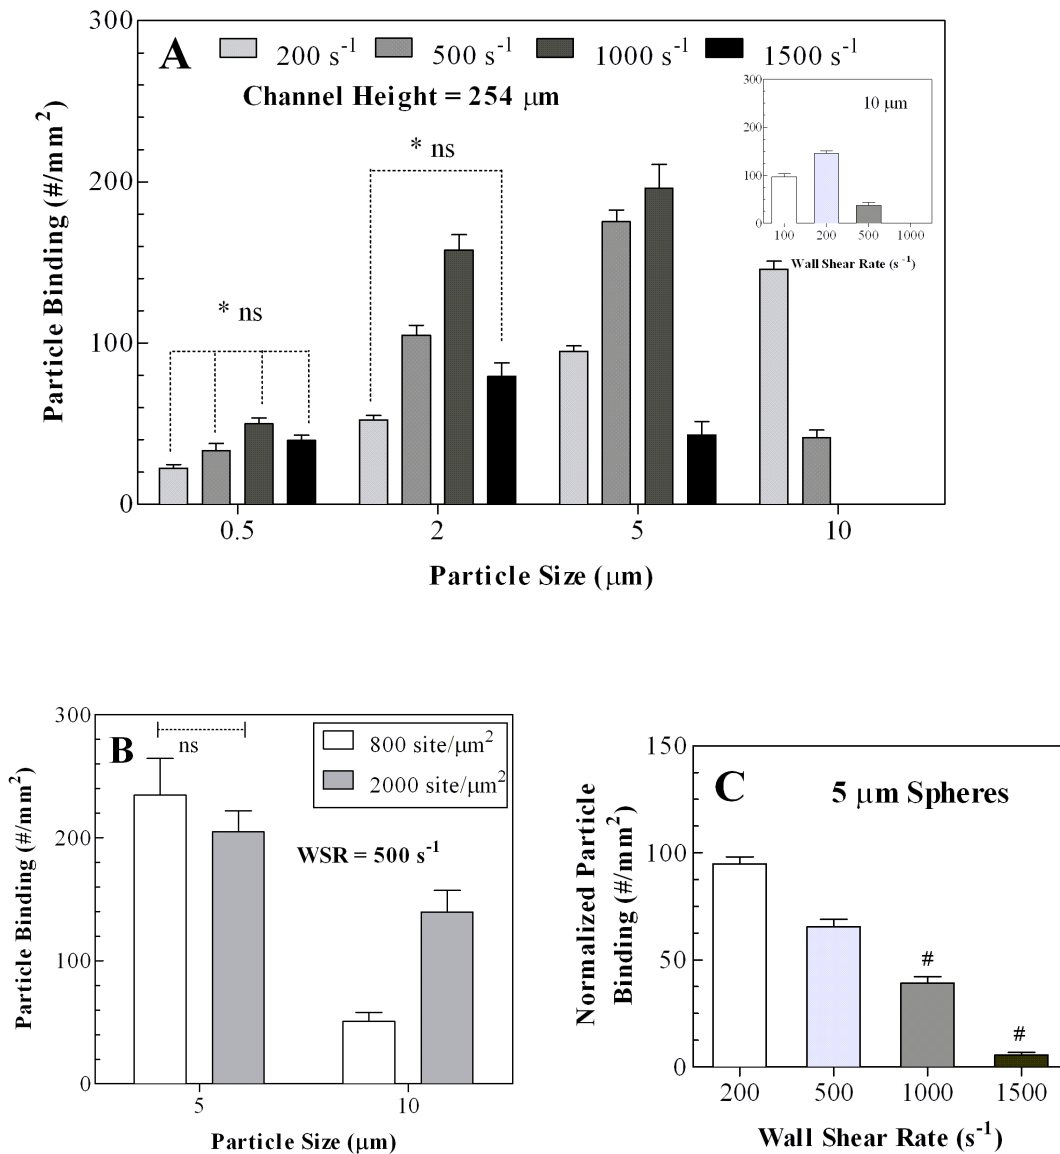 A
200 s-1
500 s-1
1000 s-1
1500 s-1
Channel Height = 254 μm
Particle Binding (#/mm2)
300
200
100
0
* ns
* ns
0.5
2
5
10
Particle Size (μm)
10 μm
300
200
100
0
100
200
500
1000
Wall Shear Rate (s -1)
B
ns
800 site/μm2
2000 site/μm2
WSR = 500 s-1
Particle Binding (#/mm2)
300
200
100
0
5
10
Particle Size (μm)
C
5 μm Spheres
Normalized Particle
Binding (#/mm2)
150
100
50
0
#
#
200
500
1000
1500
Wall Shear Rate (s-1)